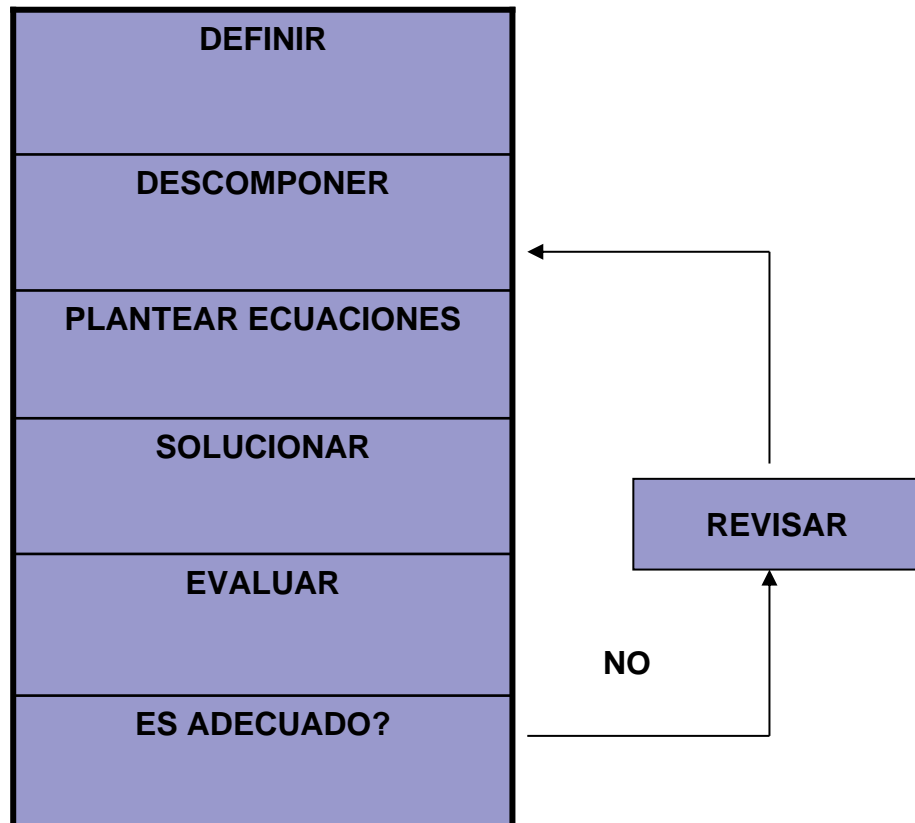 DEFINIR
DESCOMPONER
PLANTEAR ECUACIONES
SOLUCIONAR
REVISAR
EVALUAR
NO
ES ADECUADO?